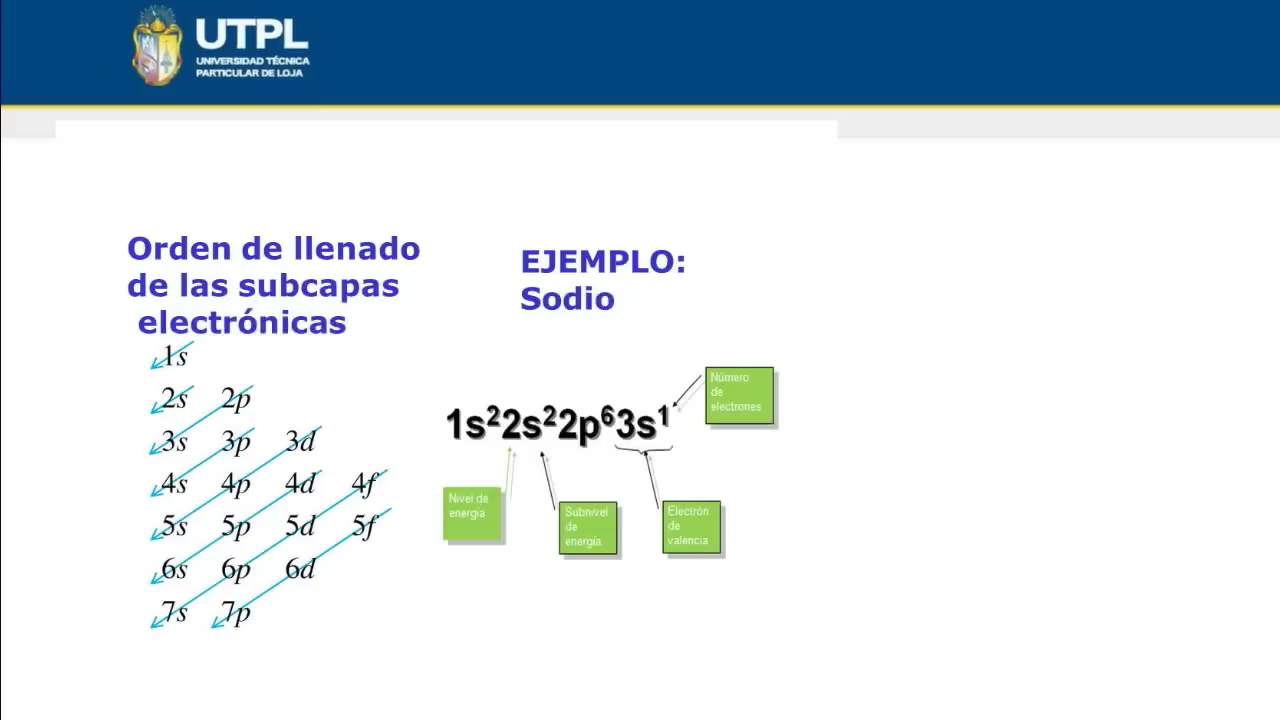 UTPL
UNIVERSIDAD TÉCNICA
PARTICULAR DE LOJA
Orden de llenado
de las subcapas
electrónicas
1s
2s 2p
3s 3p 3d
4s 4p 4d 4f
5s 5p 5d 5f
6s 6p 6d
7s 7p
EJEMPLO:
Sodio
Número
de
electrones
1s²2s²2p⁶3s¹
Nivel de
energía
Subnivel
de
energía
Electrón
de
valencia